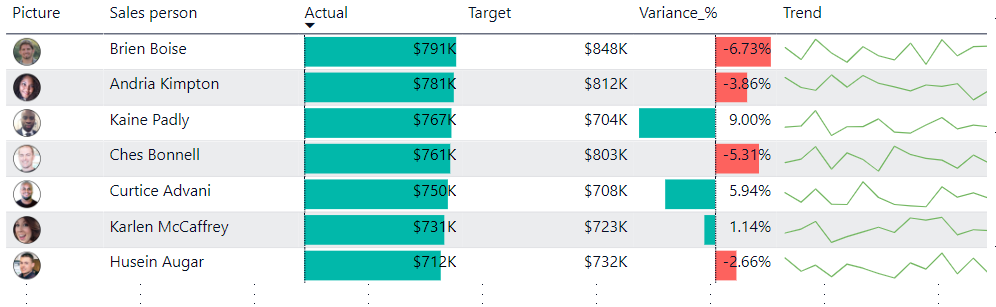 Picture Sales person Actual Target Variance_% Trend
Brien Boise $791K $848K -6.73%
Andria Kimpton $781K $812K -3.86%
Kaine Padly $767K $704K 9.00%
Ches Bonnell $761K $803K -5.31%
Curtice Advani $750K $708K 5.94%
Karlen McCaffrey $731K $723K 1.14%
Husein Augar $712K $732K -2.66%